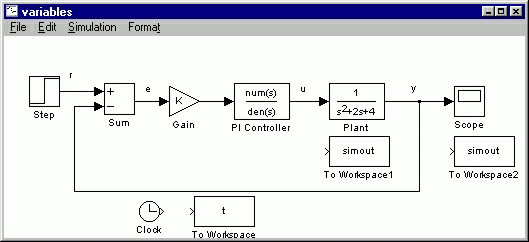 variables
File Edit Simulation Format
r e u y
+
−
K
num(s)
den(s)
1
s²+2s+4
Step Sum Gain PI Controller Plant Scope
simout simout
To Workspace1 To Workspace2
t
Clock To Workspace